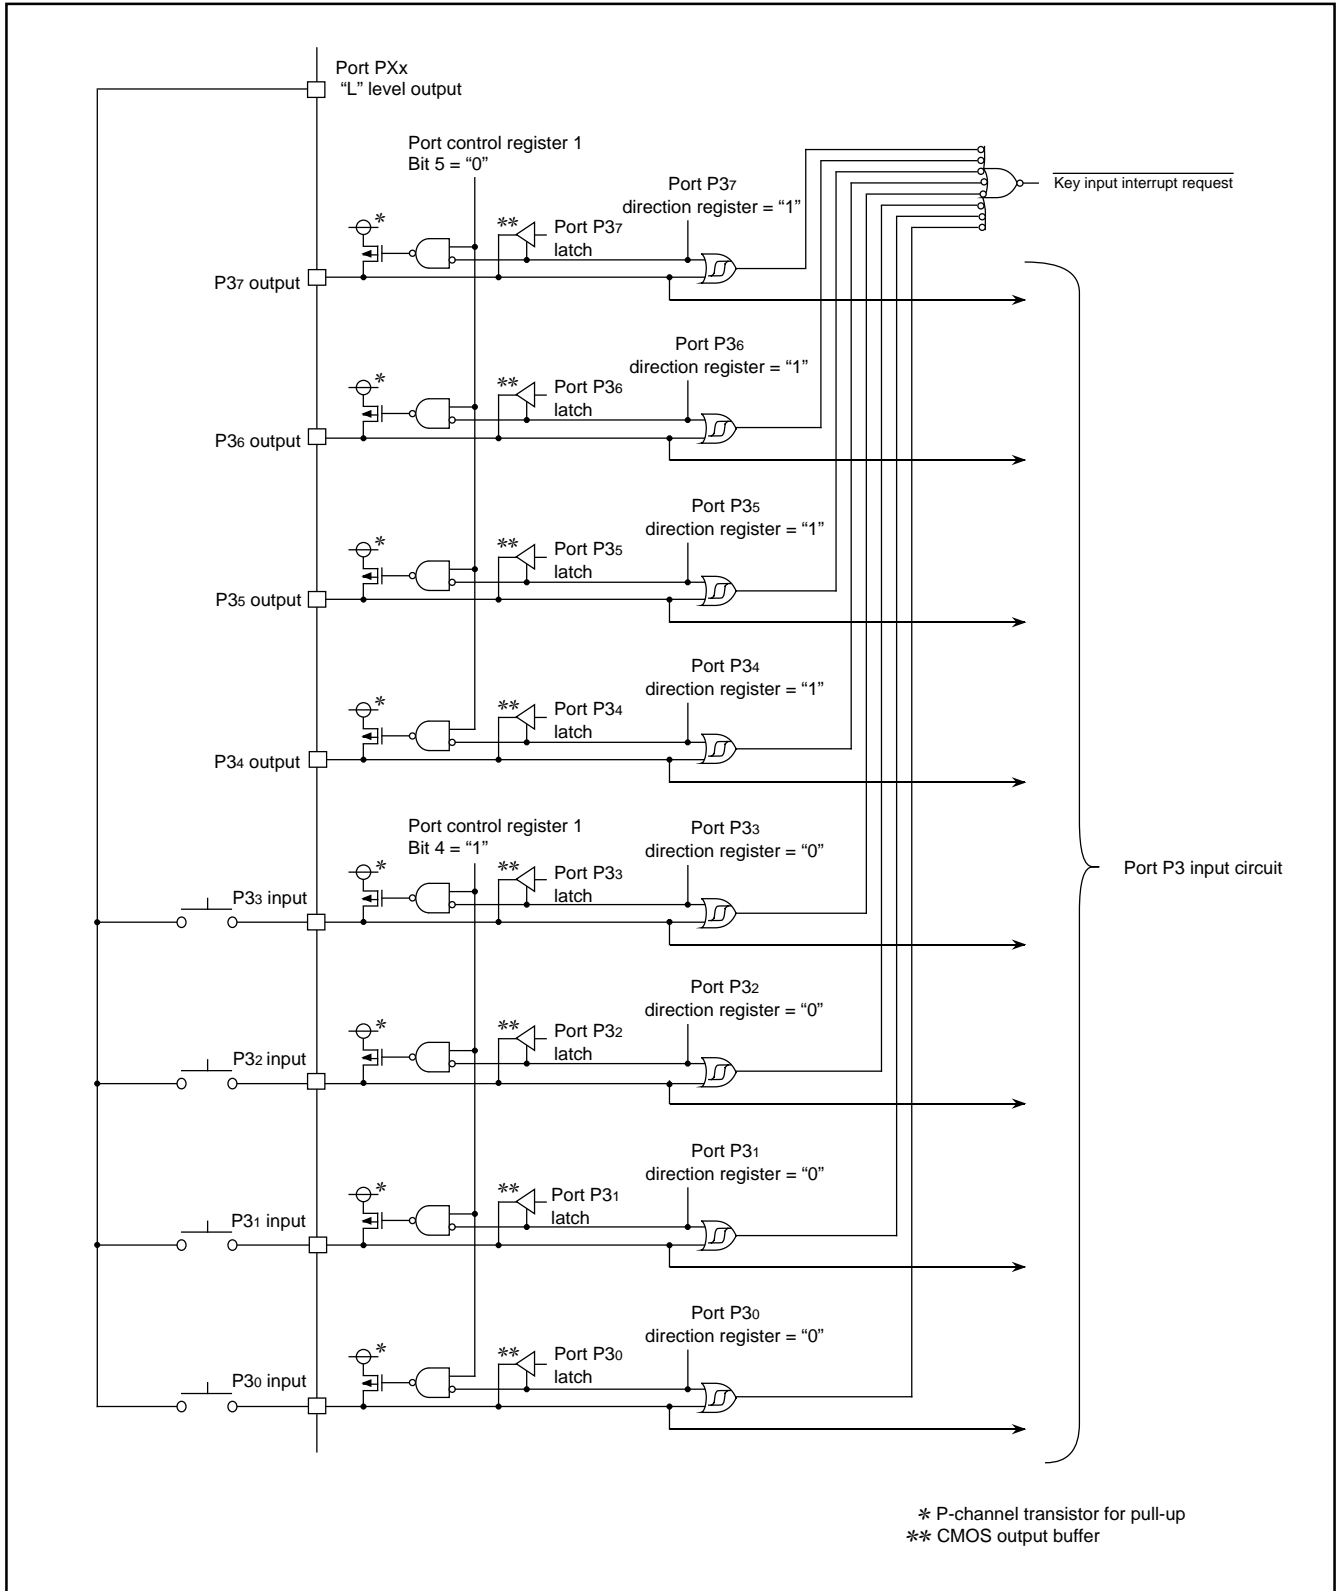 Port PXx
“L” level output
Port control register 1
Bit 5 = “0”
Port P37
direction register = “1”
Key input interrupt request
*
**
Port P37
latch
P37 output
Port P36
direction register = “1”
*
**
Port P36
latch
P36 output
Port P35
direction register = “1”
*
**
Port P35
latch
P35 output
Port P34
direction register = “1”
*
**
Port P34
latch
P34 output
Port control register 1
Bit 4 = “1”
Port P33
direction register = “0”
*
**
Port P33
latch
P33 input
Port P3 input circuit
Port P32
direction register = “0”
*
**
Port P32
latch
P32 input
Port P31
direction register = “0”
*
**
Port P31
latch
P31 input
Port P30
direction register = “0”
*
**
Port P30
latch
P30 input
* P-channel transistor for pull-up
** CMOS output buffer